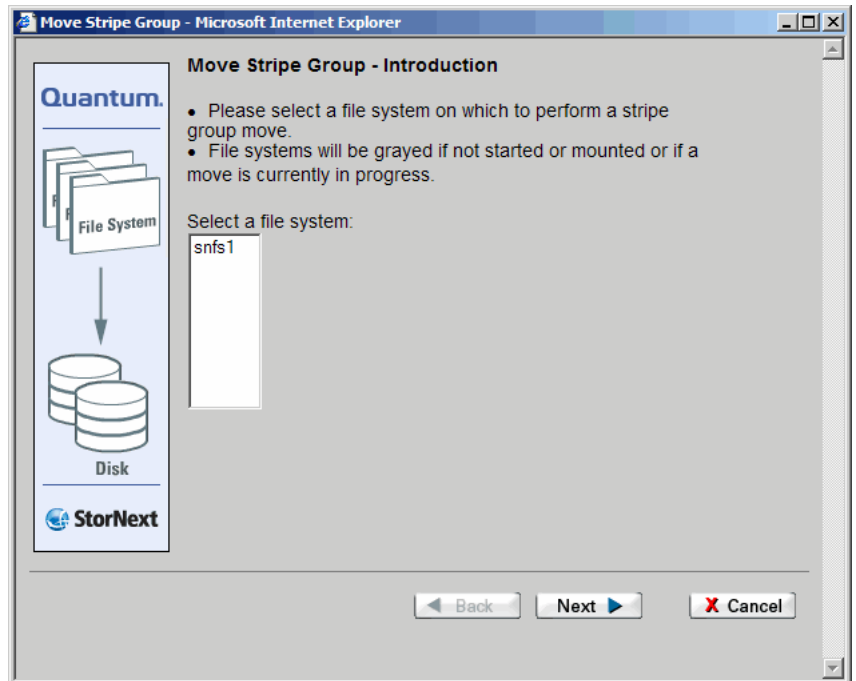 Move Stripe Group - Microsoft Internet Explorer
Move Stripe Group - Introduction
Quantum.
• Please select a file system on which to perform a stripe
group move.
• File systems will be grayed if not started or mounted or if a
move is currently in progress.
F
F
File System
Select a file system:
snfs1
Disk
StorNext
Back
Next
X Cancel